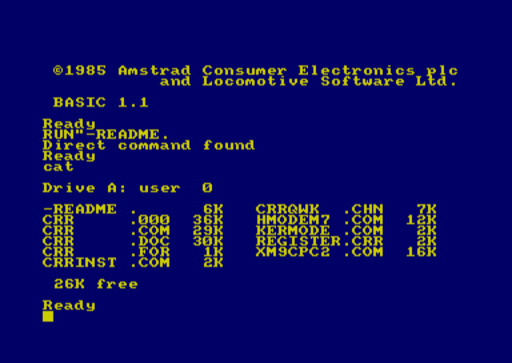 ©1985 Amstrad Consumer Electronics plc
and Locomotive Software Ltd.
BASIC 1.1
Ready
RUN"-README.
Direct command found
Ready
cat
Drive A: user  0
-README .      6K   CRRQWK  .CHN   7K
CRR     .000  36K   HMODEM7 .COM  12K
CRR     .COM  29K   KERMODE .COM   2K
CRR     .DOC  30K   REGISTER.CRR   2K
CRR     .FOR   1K   XM9CPC2 .COM  16K
CRRINST .COM   2K
26K free
Ready